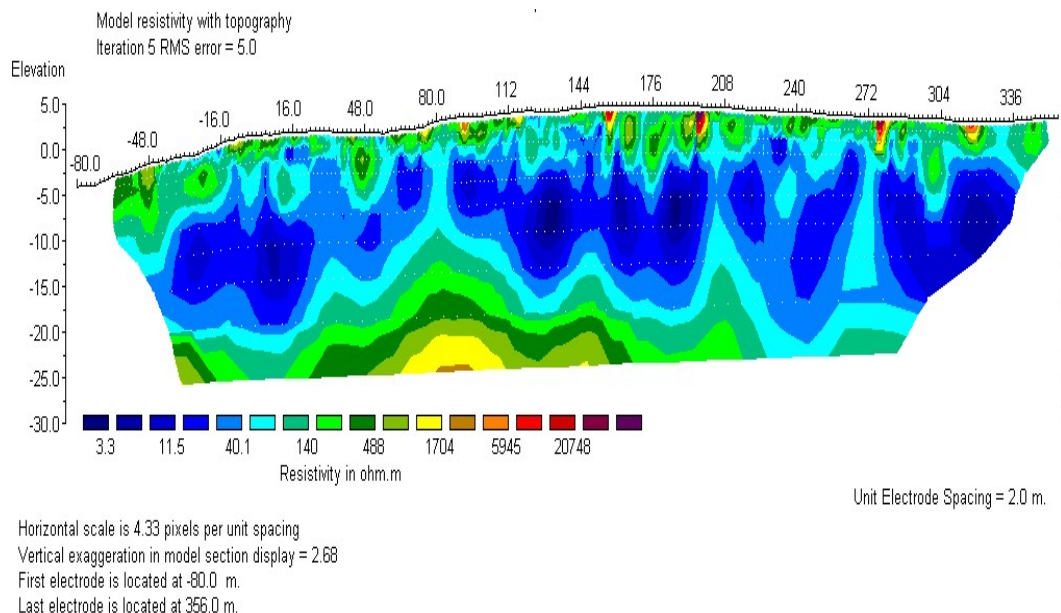 Model resistivity with topography
Iteration 5 RMS error = 5.0
Elevation
5.0
0.0
-5.0
-10.0
-15.0
-20.0
-25.0
-30.0
-80.0 -48.0 -16.0 16.0 48.0 80.0 112 144 176 208 240 272 304 336
3.3 11.5 40.1 140 488 1704 5945 20748
Resistivity in ohm.m
Unit Electrode Spacing = 2.0 m.
Horizontal scale is 4.33 pixels per unit spacing
Vertical exaggeration in model section display = 2.68
First electrode is located at -80.0 m.
Last electrode is located at 356.0 m.